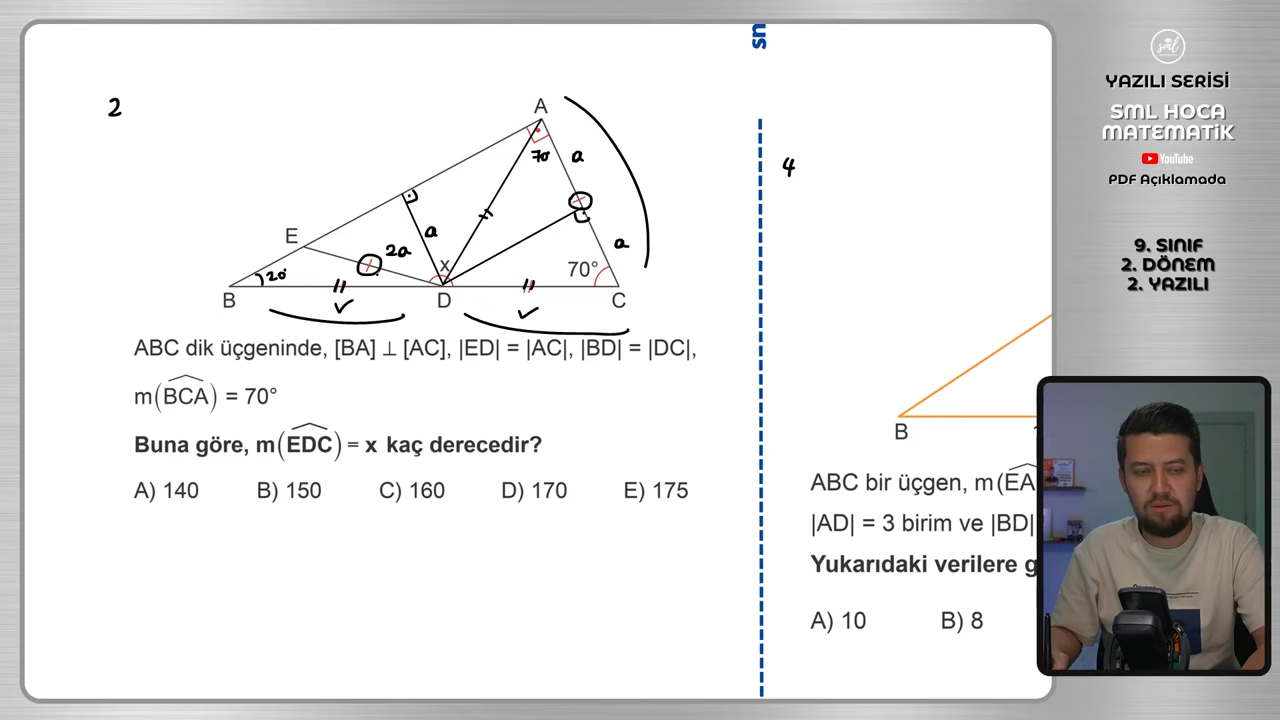 sn
2
A
70
a
a
a
E
2a
x
20°
70°
B
D
C
ABC dik üçgeninde, [BA] ⊥ [AC], |ED| = |AC|, |BD| = |DC|,
m(BCA) = 70°
Buna göre, m(EDC) = x kaç derecedir?
A) 140 B) 150 C) 160 D) 170 E) 175
4
B
ABC bir üçgen, m(EA
|AD| = 3 birim ve |BD|
Yukarıdaki verilere g
A) 10 B) 8
sml
YAZILI SERİSİ
SML HOCA
MATEMATİK
YouTube
PDF Açıklamada
9. SINIF
2. DÖNEM
2. YAZILI